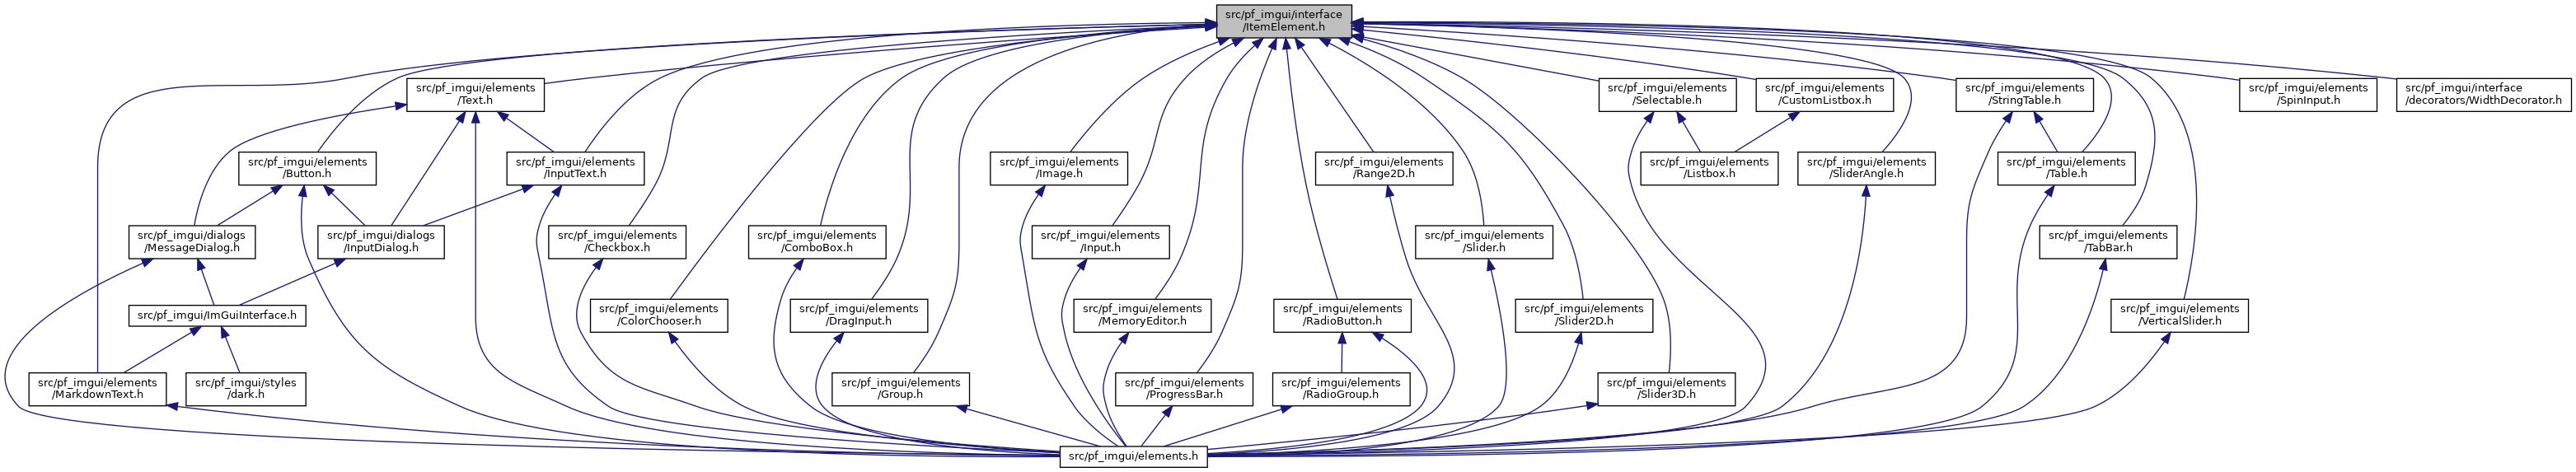 src/pf_imgui/interface
/ItemElement.h
src/pf_imgui/elements
/Text.h
src/pf_imgui/elements
/Selectable.h
src/pf_imgui/elements
/CustomListbox.h
src/pf_imgui/elements
/StringTable.h
src/pf_imgui/elements
/SpinInput.h
src/pf_imgui/interface
/decorators/WidthDecorator.h
src/pf_imgui/elements
/Button.h
src/pf_imgui/elements
/InputText.h
src/pf_imgui/elements
/Image.h
src/pf_imgui/elements
/Range2D.h
src/pf_imgui/elements
/Listbox.h
src/pf_imgui/elements
/SliderAngle.h
src/pf_imgui/elements
/Table.h
src/pf_imgui/dialogs
/MessageDialog.h
src/pf_imgui/dialogs
/InputDialog.h
src/pf_imgui/elements
/Checkbox.h
src/pf_imgui/elements
/ComboBox.h
src/pf_imgui/elements
/Input.h
src/pf_imgui/elements
/Slider.h
src/pf_imgui/elements
/TabBar.h
src/pf_imgui/ImGuiInterface.h
src/pf_imgui/elements
/ColorChooser.h
src/pf_imgui/elements
/DragInput.h
src/pf_imgui/elements
/MemoryEditor.h
src/pf_imgui/elements
/RadioButton.h
src/pf_imgui/elements
/Slider2D.h
src/pf_imgui/elements
/VerticalSlider.h
src/pf_imgui/elements
/MarkdownText.h
src/pf_imgui/styles
/dark.h
src/pf_imgui/elements
/Group.h
src/pf_imgui/elements
/ProgressBar.h
src/pf_imgui/elements
/RadioGroup.h
src/pf_imgui/elements
/Slider3D.h
src/pf_imgui/elements.h